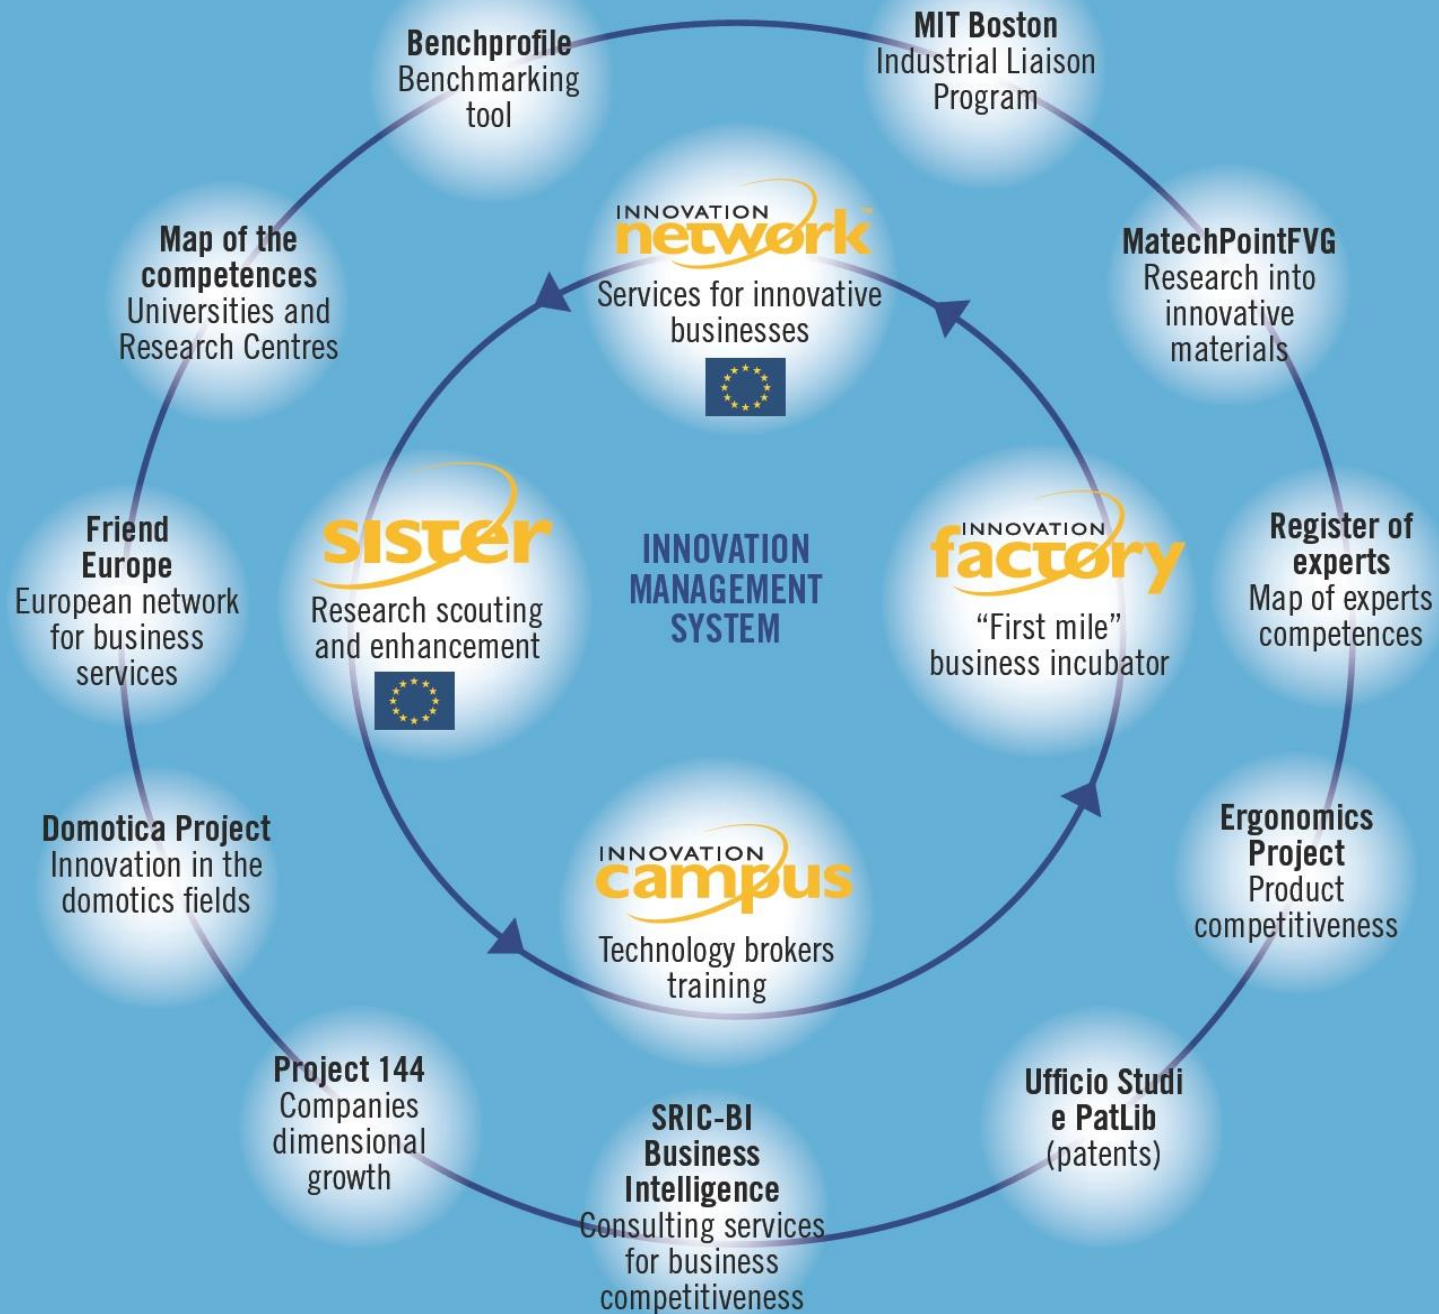 Benchprofile
Benchmarking
tool
MIT Boston
Industrial Liaison
Program
Map of the
competences
Universities and
Research Centres
INNOVATION
network™
Services for innovative
businesses
MatechPointFVG
Research into
innovative
materials
Friend
Europe
European network
for business
services
sister
Research scouting
and enhancement
INNOVATION
MANAGEMENT
SYSTEM
INNOVATION
factory
“First mile”
business incubator
Register of
experts
Map of experts
competences
Domotica Project
Innovation in the
domotics fields
INNOVATION
campus
Technology brokers
training
Ergonomics
Project
Product
competitiveness
Project 144
Companies
dimensional
growth
SRIC-BI
Business
Intelligence
Consulting services
for business
competitiveness
Ufficio Studi
e PatLib
(patents)